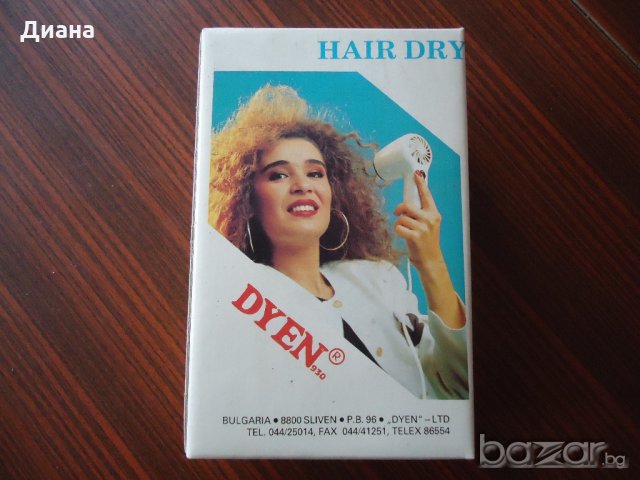 Диана
HAIR DRY
DYEN®
930
BULGARIA • 8800 SLIVEN • P.B. 96 • „DYEN“ – LTD
TEL. 044/25014, FAX 044/41251, TELEX 86554
bazar.bg